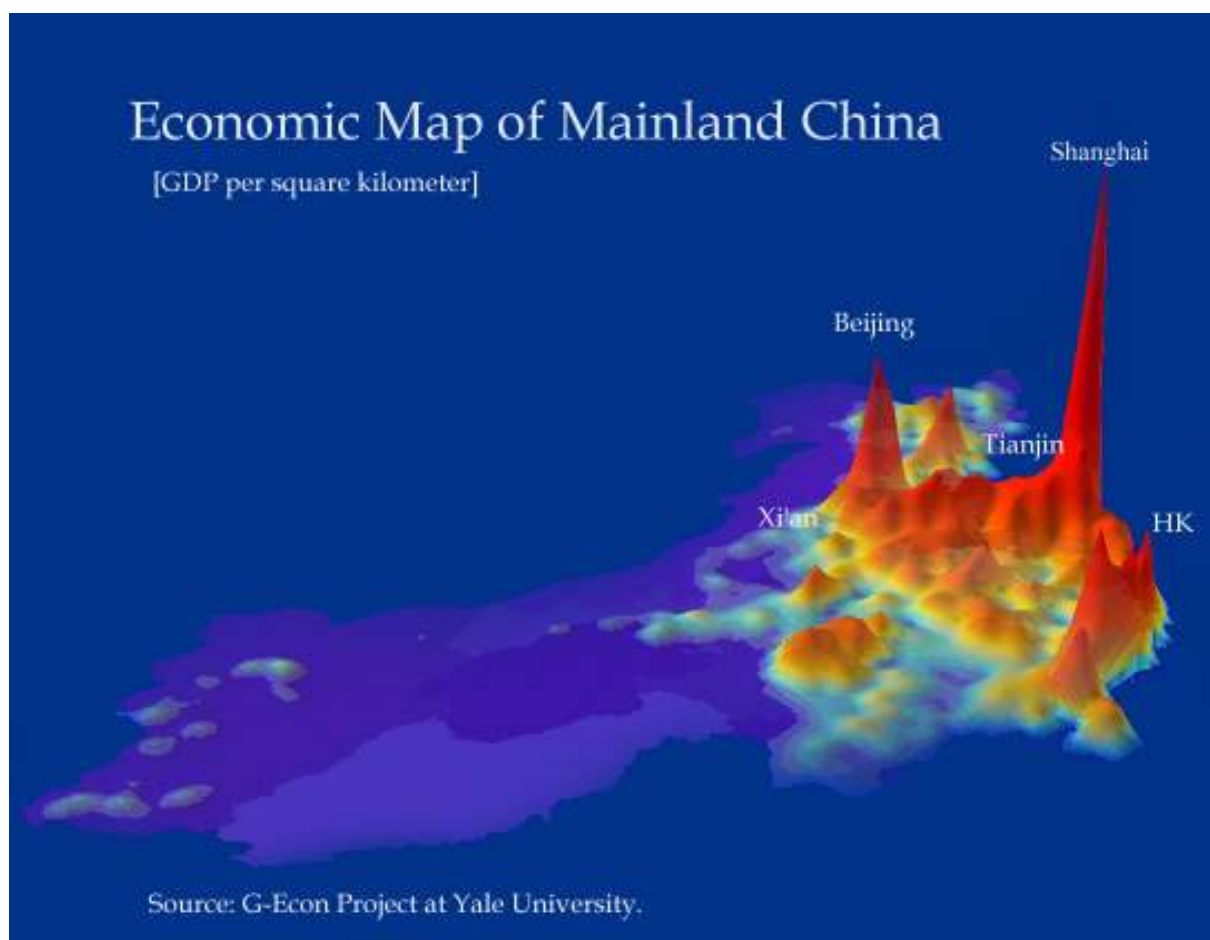 Economic Map of Mainland China
[GDP per square kilometer]
Shanghai
Beijing
Tianjin
Xi'an
HK
Source: G-Econ Project at Yale University.